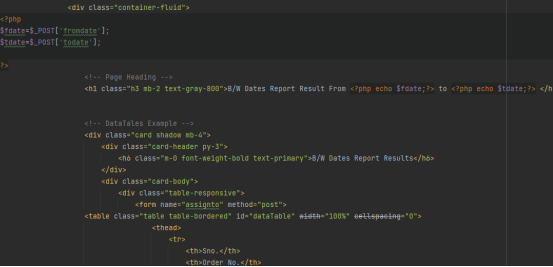 <div class="container-fluid">
<?php
$fdate=$_POST['fromdate'];
$tdate=$_POST['todate'];
?>
<!-- Page Heading -->
<h1 class="h3 mb-2 text-gray-800">B/W Dates Report Result From <?php echo $fdate;?> to <?php echo $tdate;?> </h
<!-- DataTales Example -->
<div class="card shadow mb-4">
<div class="card-header py-3">
<h6 class="m-0 font-weight-bold text-primary">B/W Dates Report Results</h6>
</div>
<div class="card-body">
<div class="table-responsive">
<form name="assignto" method="post">
<table class="table table-bordered" id="dataTable" width="100%" cellspacing="0">
<thead>
<tr>
<th>Sno.</th>
<th>Order No.</th>